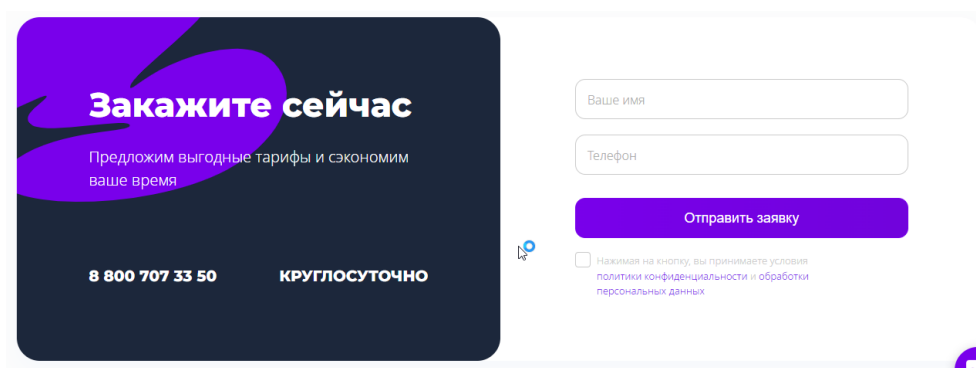 Закажите сейчас
Предложим выгодные тарифы и сэкономим
ваше время
8 800 707 33 50
КРУГЛОСУТОЧНО
Ваше имя
Телефон
Отправить заявку
Нажимая на кнопку, вы принимаете условия
политики конфиденциальности и обработки
персональных данных